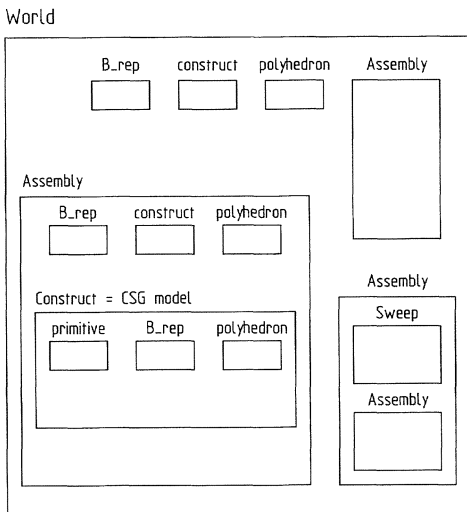 World
B_rep construct polyhedron Assembly
Assembly
B_rep construct polyhedron
Assembly
Construct = CSG model
Sweep
primitive B_rep polyhedron
Assembly